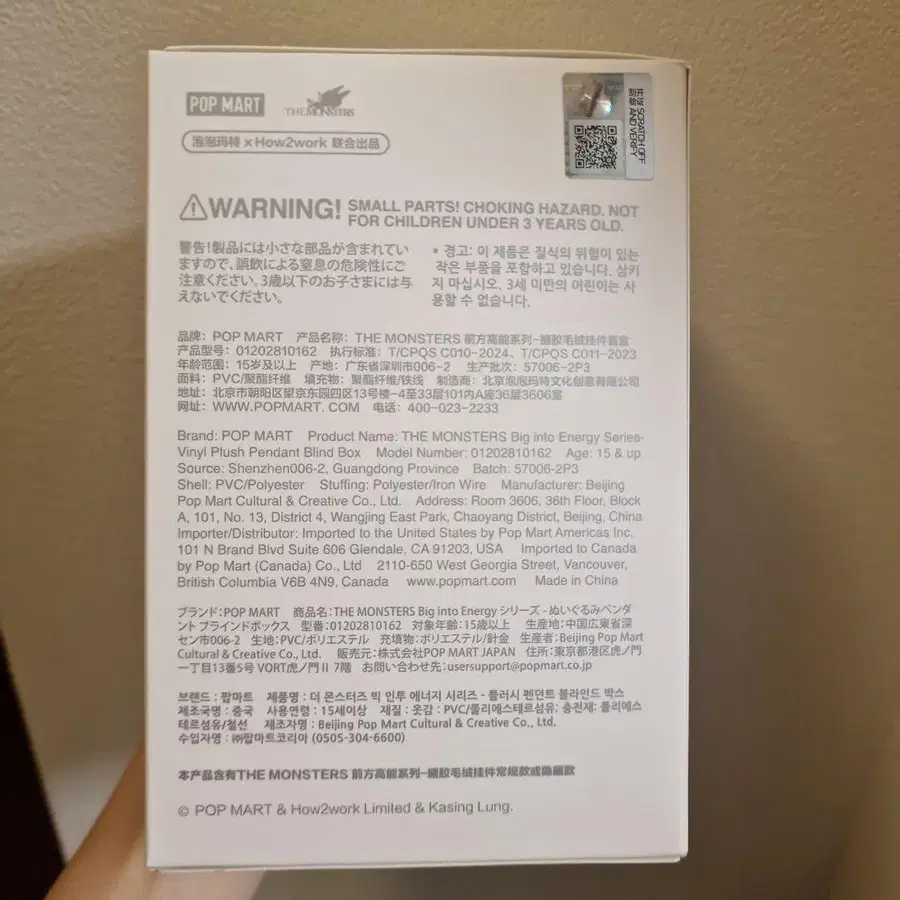 POP MART
THE MONSTERS
泡泡玛特 × How2work 联合出品
正品验证 SCRATCH OFF AND VERIFY
WARNING! SMALL PARTS! CHOKING HAZARD. NOT
FOR CHILDREN UNDER 3 YEARS OLD.
警告!製品には小さな部品が含まれてい
ますので、誤飲による窒息の危険性にご
注意ください。3歳以下のお子さまには与
えないでください。
* 경고: 이 제품은 질식의 위험이 있는
작은 부품을 포함하고 있습니다. 삼키
지 마십시오. 3세 미만의 어린이는 사
용할 수 없습니다.
品牌: POP MART 产品名称: THE MONSTERS 前方高能系列-搪胶毛绒挂件盲盒
产品型号: 01202810162 执行标准: T/CPQS C010-2024、T/CPQS C011-2023
年龄范围: 15岁及以上 产地: 广东省深圳市006-2 生产批次: 57006-2P3
面料: PVC/聚酯纤维 填充物: 聚酯纤维/铁线 制造商: 北京泡泡玛特文化创意有限公司
地址: 北京市朝阳区望京东园四区13号楼-4至33层101内A座36层3606室
网址: WWW.POPMART.COM 电话: 400-023-2233
Brand: POP MART Product Name: THE MONSTERS Big into Energy Series-
Vinyl Plush Pendant Blind Box Model Number: 01202810162 Age: 15 & up
Source: Shenzhen006-2, Guangdong Province Batch: 57006-2P3
Shell: PVC/Polyester Stuffing: Polyester/Iron Wire Manufacturer: Beijing
Pop Mart Cultural & Creative Co., Ltd. Address: Room 3606, 36th Floor, Block
A, 101, No. 13, District 4, Wangjing East Park, Chaoyang District, Beijing, China
Importer/Distributor: Imported to the United States by Pop Mart Americas Inc.
101 N Brand Blvd Suite 606 Glendale, CA 91203, USA Imported to Canada
by Pop Mart (Canada) Co., Ltd 2110-650 West Georgia Street, Vancouver,
British Columbia V6B 4N9, Canada www.popmart.com Made in China
ブランド:POP MART 商品名:THE MONSTERS Big into Energy シリーズ - ぬいぐるみペンダ
ント ブラインドボックス 型番:01202810162 対象年齢:15歳以上 生産地:中国広東省深
セン市006-2 生地:PVC/ポリエステル 充填物:ポリエステル/針金 生産者:Beijing Pop Mart
Cultural & Creative Co., Ltd. 販売元:株式会社POP MART JAPAN 住所:東京都港区虎ノ門
一丁目13番5号 VORT虎ノ門Ⅱ 7階 お問い合わせ先:usersupport@popmart.co.jp
브랜드 : 팝마트 제품명 : 더 몬스터즈 빅 인투 에너지 시리즈 - 플러시 펜던트 블라인드 박스
제조국명 : 중국 사용연령 : 15세이상 재질 : 옷감 : PVC/폴리에스테르섬유; 충전재: 폴리에스
테르섬유/철선 제조자명 : Beijing Pop Mart Cultural & Creative Co., Ltd.
수입자명 : ㈜팝마트코리아 (0505-304-6600)
本产品含有THE MONSTERS 前方高能系列-搪胶毛绒挂件常规款或隐藏款
© POP MART & How2work Limited & Kasing Lung.